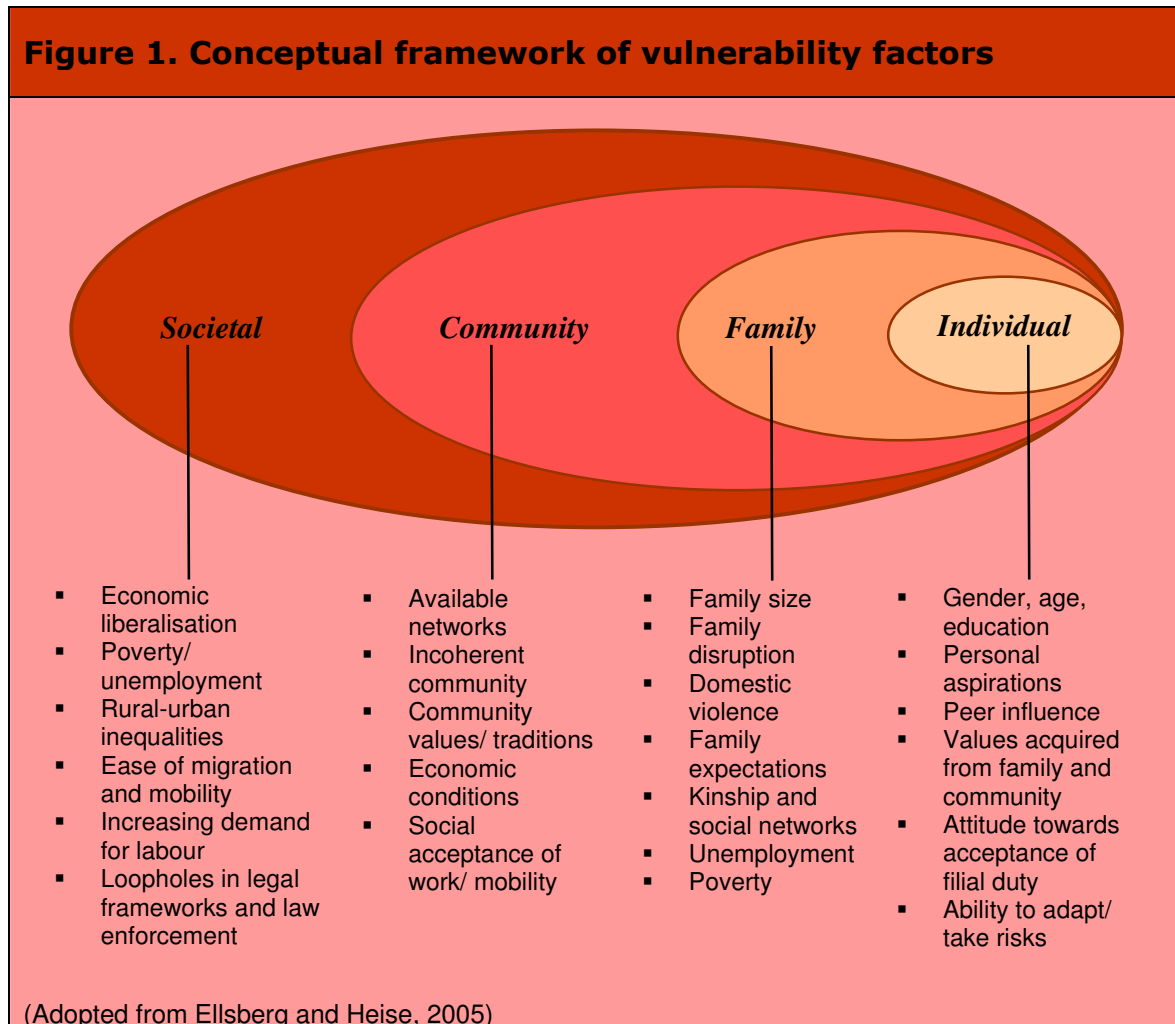 Figure 1. Conceptual framework of vulnerability factors
Societal
Community
Family
Individual
▪ Economic
liberalisation
▪ Poverty/
unemployment
▪ Rural-urban
inequalities
▪ Ease of migration
and mobility
▪ Increasing demand
for labour
▪ Loopholes in legal
frameworks and law
enforcement
▪ Available
networks
▪ Incoherent
community
▪ Community
values/ traditions
▪ Economic
conditions
▪ Social
acceptance of
work/ mobility
▪ Family size
▪ Family
disruption
▪ Domestic
violence
▪ Family
expectations
▪ Kinship and
social networks
▪ Unemployment
▪ Poverty
▪ Gender, age,
education
▪ Personal
aspirations
▪ Peer influence
▪ Values acquired
from family and
community
▪ Attitude towards
acceptance of
filial duty
▪ Ability to adapt/
take risks
(Adopted from Ellsberg and Heise, 2005)